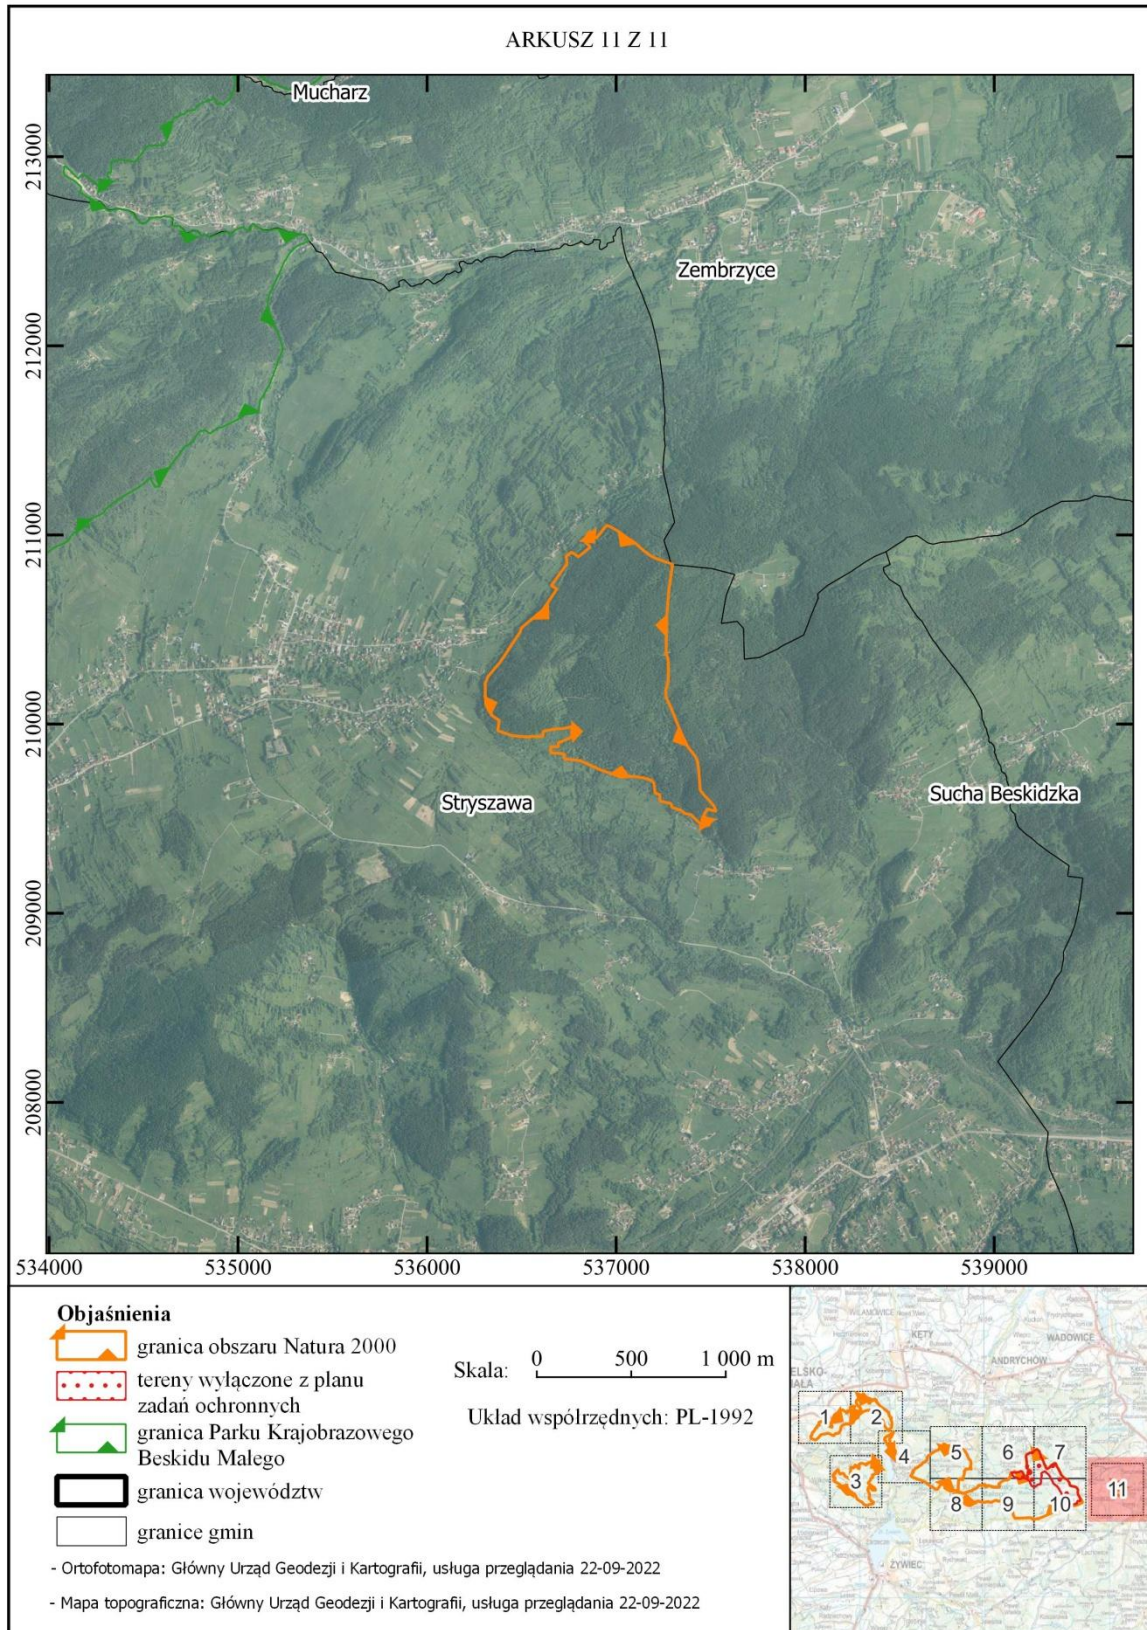 ARKUSZ 11 Z 11
Mucharz
Zembrzyce
Stryszawa
Sucha Beskidzka
213000
212000
211000
210000
209000
208000
534000
535000
536000
537000
538000
539000
Objaśnienia
granica obszaru Natura 2000
tereny wyłączone z planu
zadań ochronnych
granica Parku Krajobrazowego
Beskidu Małego
granica województw
granice gmin
Skala: 0 500 1 000 m
Układ współrzędnych: PL-1992
- Ortofotomapa: Główny Urząd Geodezji i Kartografii, usługa przeglądania 22-09-2022
- Mapa topograficzna: Główny Urząd Geodezji i Kartografii, usługa przeglądania 22-09-2022
KĘTY
WADOWICE
ANDRYCHÓW
ŻYWIEC
1
2
3
4
5
6
7
8
9
10
11